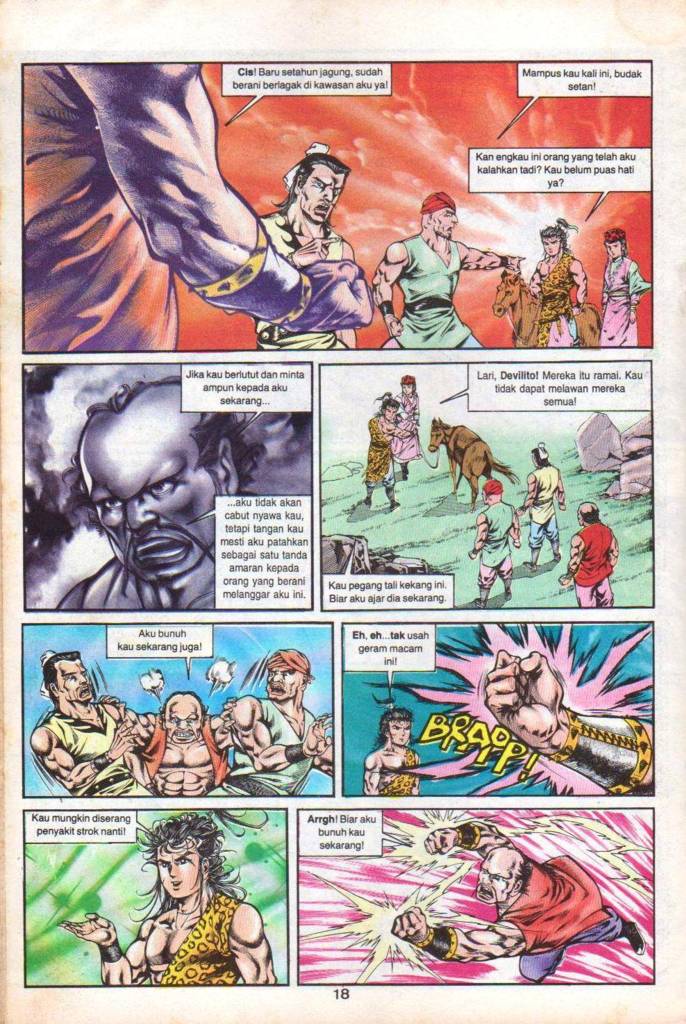 Cis! Baru setahun jagung, sudah
berani berlagak di kawasan aku ya!
Mampus kau kali ini, budak
setan!
Kan engkau ini orang yang telah aku
kalahkan tadi? Kau belum puas hati
ya?
Jika kau berlutut dan minta
ampun kepada aku
sekarang...
...aku tidak akan
cabut nyawa kau,
tetapi tangan kau
mesti aku patahkan
sebagai satu tanda
amaran kepada
orang yang berani
melanggar aku ini.
Lari, Devilito! Mereka itu ramai. Kau
tidak dapat melawan mereka
semua!
Kau pegang tali kekang ini.
Biar aku ajar dia sekarang.
Aku bunuh
kau sekarang juga!
Eh, eh...tak usah
geram macam
ini!
BRAAPP!
Kau mungkin diserang
penyakit strok nanti!
Arrgh! Biar aku
bunuh kau
sekarang!
18